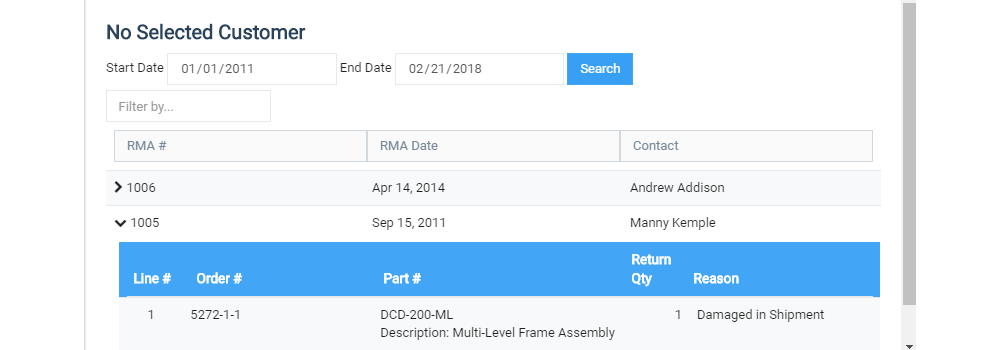 No Selected Customer
Start Date 01/01/2011 End Date 02/21/2018 Search
Filter by...
RMA # RMA Date Contact
1006 Apr 14, 2014 Andrew Addison
1005 Sep 15, 2011 Manny Kemple
Line # Order # Part # Return Qty Reason
1 5272-1-1 DCD-200-ML 1 Damaged in Shipment
Description: Multi-Level Frame Assembly